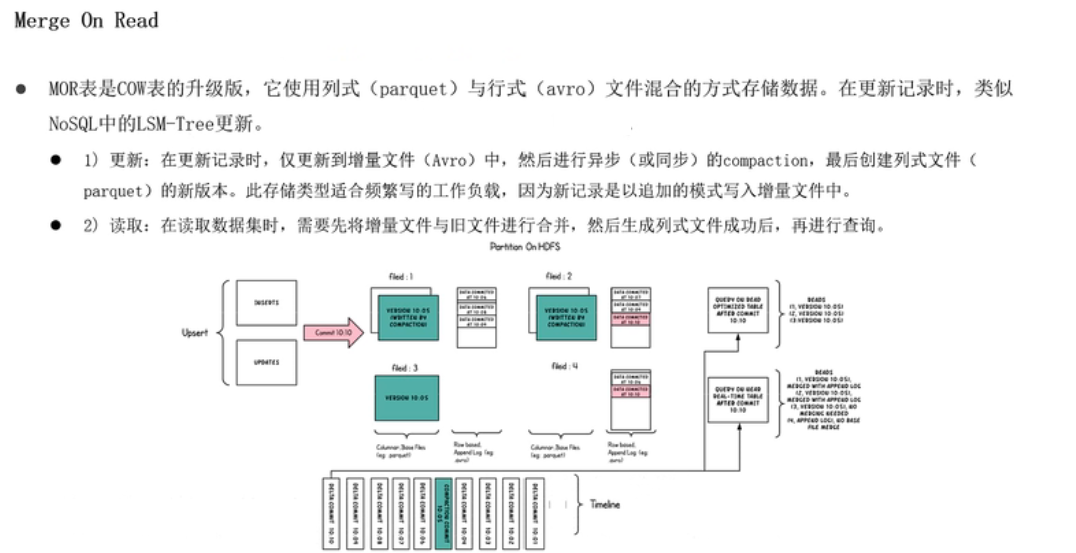 Merge On Read
● MOR表是COW表的升级版，它使用列式（parquet）与行式（avro）文件混合的方式存储数据。在更新记录时，类似
NoSQL中的LSM-Tree更新。
● 1) 更新：在更新记录时，仅更新到增量文件（Avro）中，然后进行异步（或同步）的compaction，最后创建列式文件（
parquet）的新版本。此存储类型适合频繁写的工作负载，因为新记录是以追加的模式写入增量文件中。
● 2) 读取：在读取数据集时，需要先将增量文件与旧文件进行合并，然后生成列式文件成功后，再进行查询。
Partition On HDFS
Upsert
INSERTS
UPDATES
Commit 10:10
fileid : 1
VERSION 10:05
(WRITTEN BY
COMPACTION)
DATA COMMITED
AT 10:06
DATA COMMITED
AT 10:08
DATA COMMITED
AT 10:09
fileid : 2
VERSION 10:05
(WRITTEN BY
COMPACTION)
DATA COMMITED
AT 10:07
DATA COMMITED
AT 10:09
DATA COMMITED
AT 10:10
fileid : 3
VERSION 10:05
fileid : 4
DATA COMMITED
AT 10:06
DATA COMMITED
AT 10:10
Columnar Base Files
(eg: parquet)
Row based,
Append Log (eg:
avro)
Columnar Base Files
(eg: parquet)
Row based,
Append Log (eg:
avro)
QUERY ON READ
OPTIMIZED TABLE
AFTER COMMIT
10:10
READS
(1, VERSION 10:05)
(2, VERSION 10:05)
(3 VERSION 10:05)
REAL-TIME TABLE
AFTER COMMIT
10:10
READS
(1, VERSION 10:05),
MERGED WITH APPEND LOG
(2, VERSION 10:05),
MERGED WITH APPEND LOG
(3, VERSION 10:05), NO
MERGING NEEDED
(4, APPEND LOG), NO BASE
FILE MERGE
DELTA COMMIT 10:10
DELTA COMMIT 10:09
DELTA COMMIT 10:08
DELTA COMMIT 10:07
DELTA COMMIT 10:06
COMPACTION COMMIT
10:05
DELTA COMMIT 10:04
DELTA COMMIT 10:03
DELTA COMMIT 10:02
DELTA COMMIT 10:01
Timeline